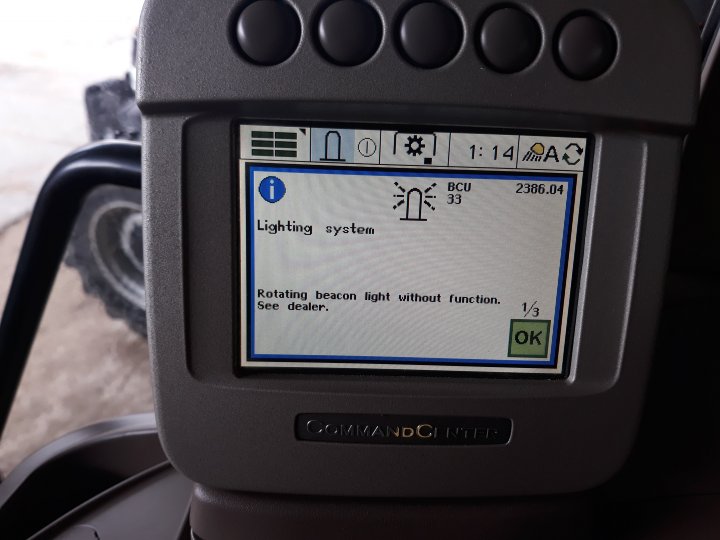 1:14
A
i
BCU
33
2386.04
Lighting system
Rotating beacon light without function.
See dealer.
1/3
OK
COMMANDCENTER